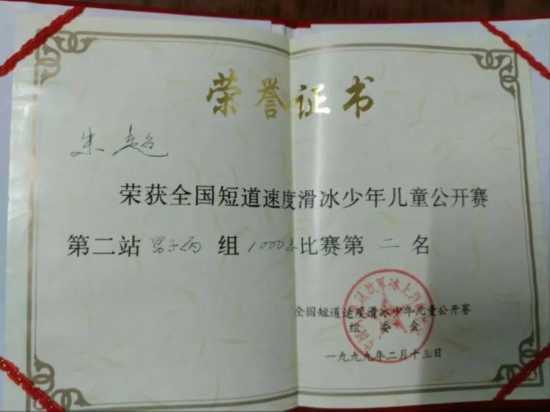 荣誉证书
朱超
荣获全国短道速度滑冰少年儿童公开赛
第二站男子丙组1000米比赛第二名
全国短道速度滑冰少年儿童公开赛
组委会
一九九九年二月十三日